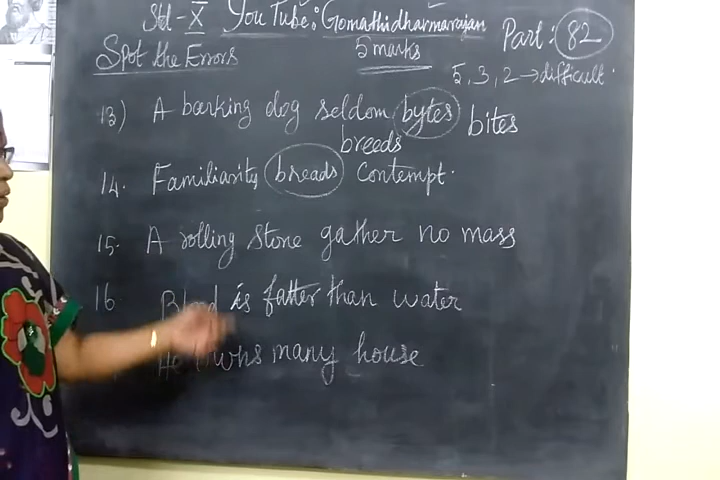 Std - X YouTube: Gomathidharmarajan Part: 82
Spot the Errors 5 marks
5, 3, 2 → difficult.
13) A barking dog seldom bytes bites
breeds
14. Familiarity breads contempt.
15. A rolling stone gather no mass
16 is fatter than water
He many house